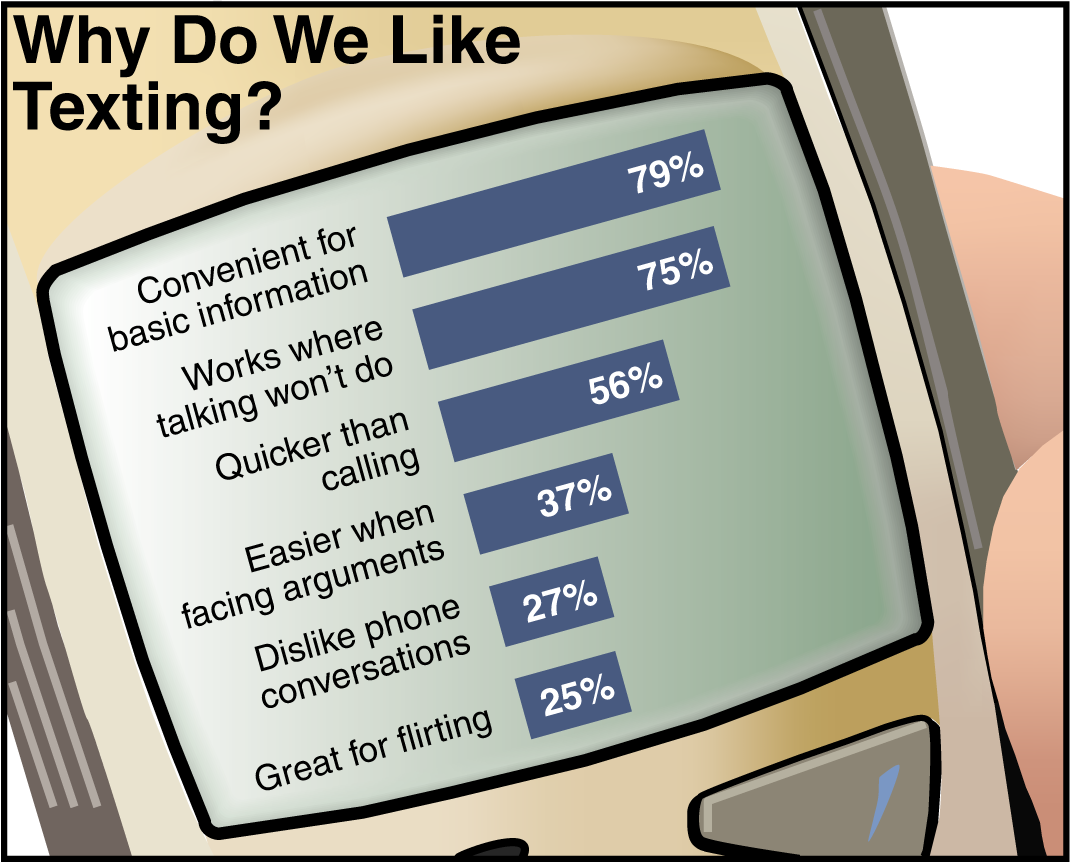 Why Do We Like
Texting?
Convenient for
basic information
79%
Works where
talking won't do
75%
Quicker than
calling
56%
Easier when
facing arguments
37%
Dislike phone
conversations
27%
Great for flirting
25%